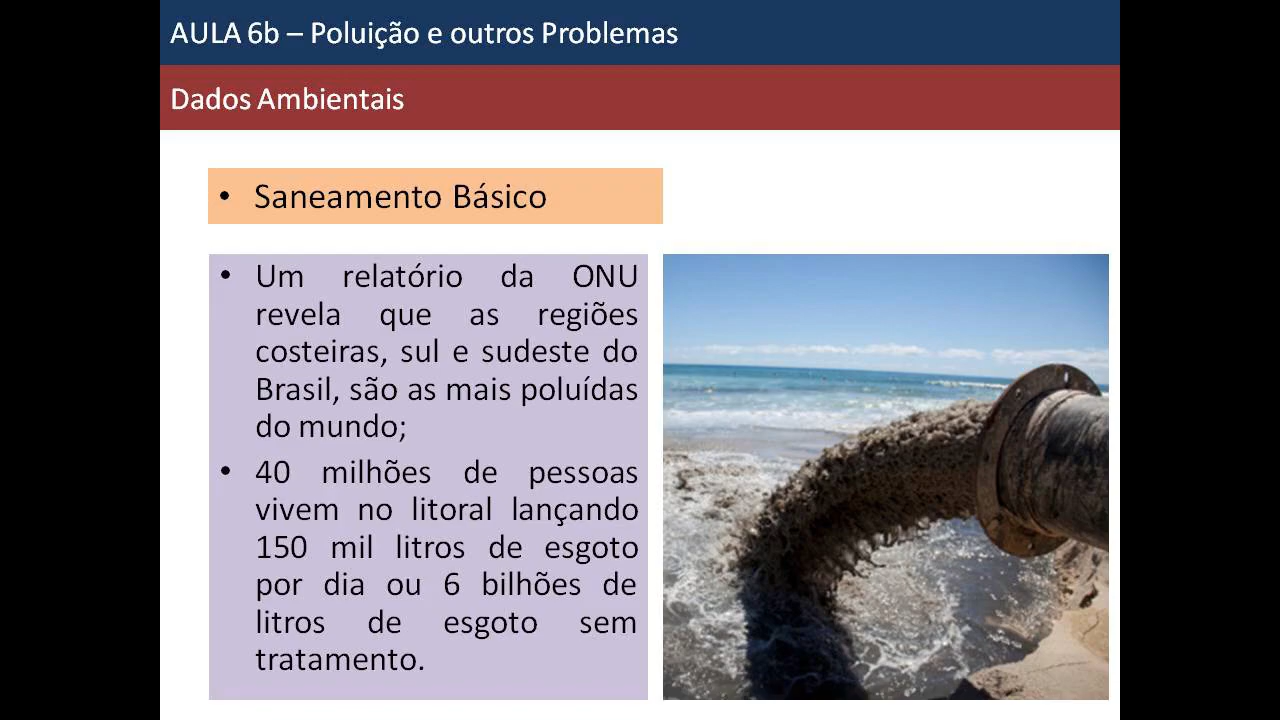 AULA 6b – Poluição e outros Problemas
Dados Ambientais
• Saneamento Básico
• Um relatório da ONU
revela que as regiões
costeiras, sul e sudeste do
Brasil, são as mais poluídas
do mundo;
• 40 milhões de pessoas
vivem no litoral lançando
150 mil litros de esgoto
por dia ou 6 bilhões de
litros de esgoto sem
tratamento.